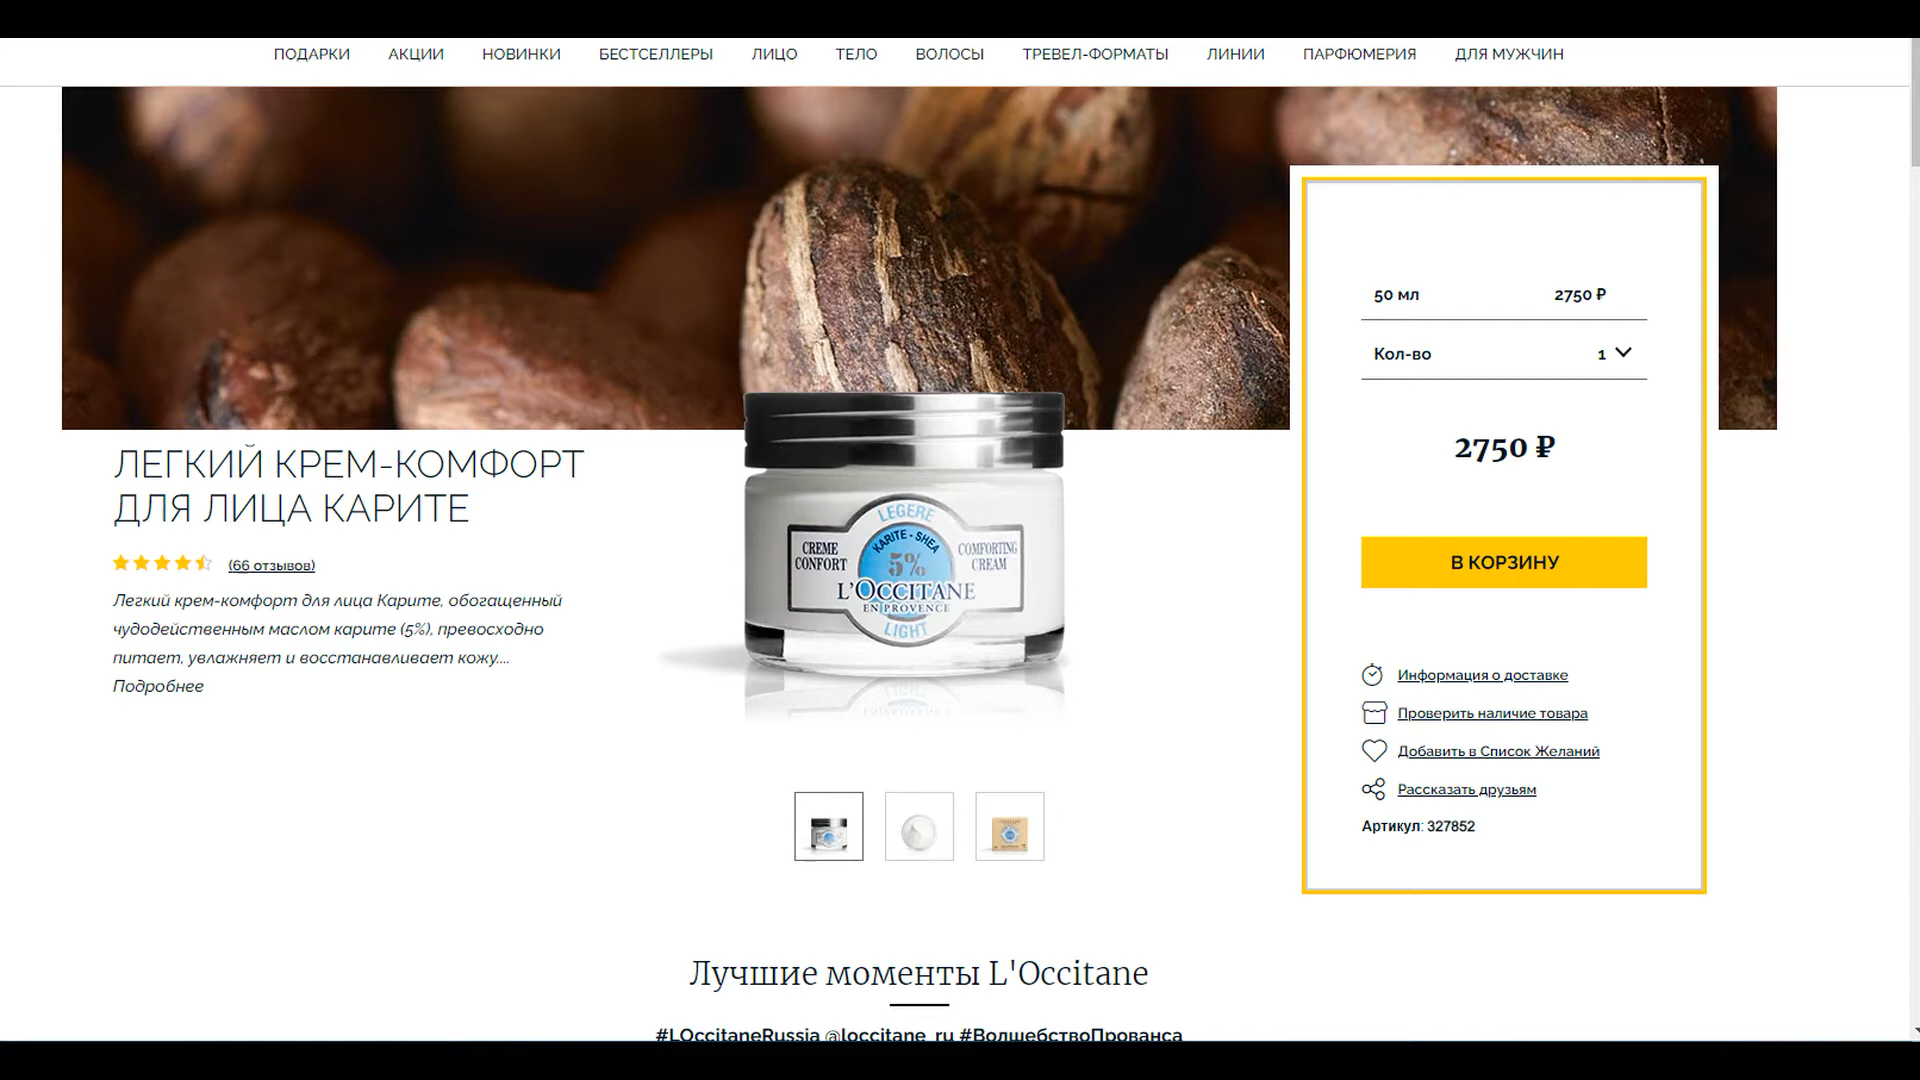 ПОДАРКИ АКЦИИ НОВИНКИ БЕСТСЕЛЛЕРЫ ЛИЦО ТЕЛО ВОЛОСЫ ТРЕВЕЛ-ФОРМАТЫ ЛИНИИ ПАРФЮМЕРИЯ ДЛЯ МУЖЧИН
ЛЕГКИЙ КРЕМ-КОМФОРТ
ДЛЯ ЛИЦА КАРИТЕ
(66 отзывов)
Легкий крем-комфорт для лица Карите, обогащенный
чудодейственным маслом карите (5%), превосходно
питает, увлажняет и восстанавливает кожу....
Подробнее
LEGERE
KARITE - SHEA
CREME
CONFORT
5%
COMFORTING
CREAM
L'OCCITANE
EN PROVENCE
LIGHT
50 мл 2750 ₽
Кол-во 1
2750 ₽
В КОРЗИНУ
Информация о доставке
Проверить наличие товара
Добавить в Список Желаний
Рассказать друзьям
Артикул: 327852
Лучшие моменты L'Occitane
#LOccitaneRussia @loccitane_ru #ВолшебствоПрованса